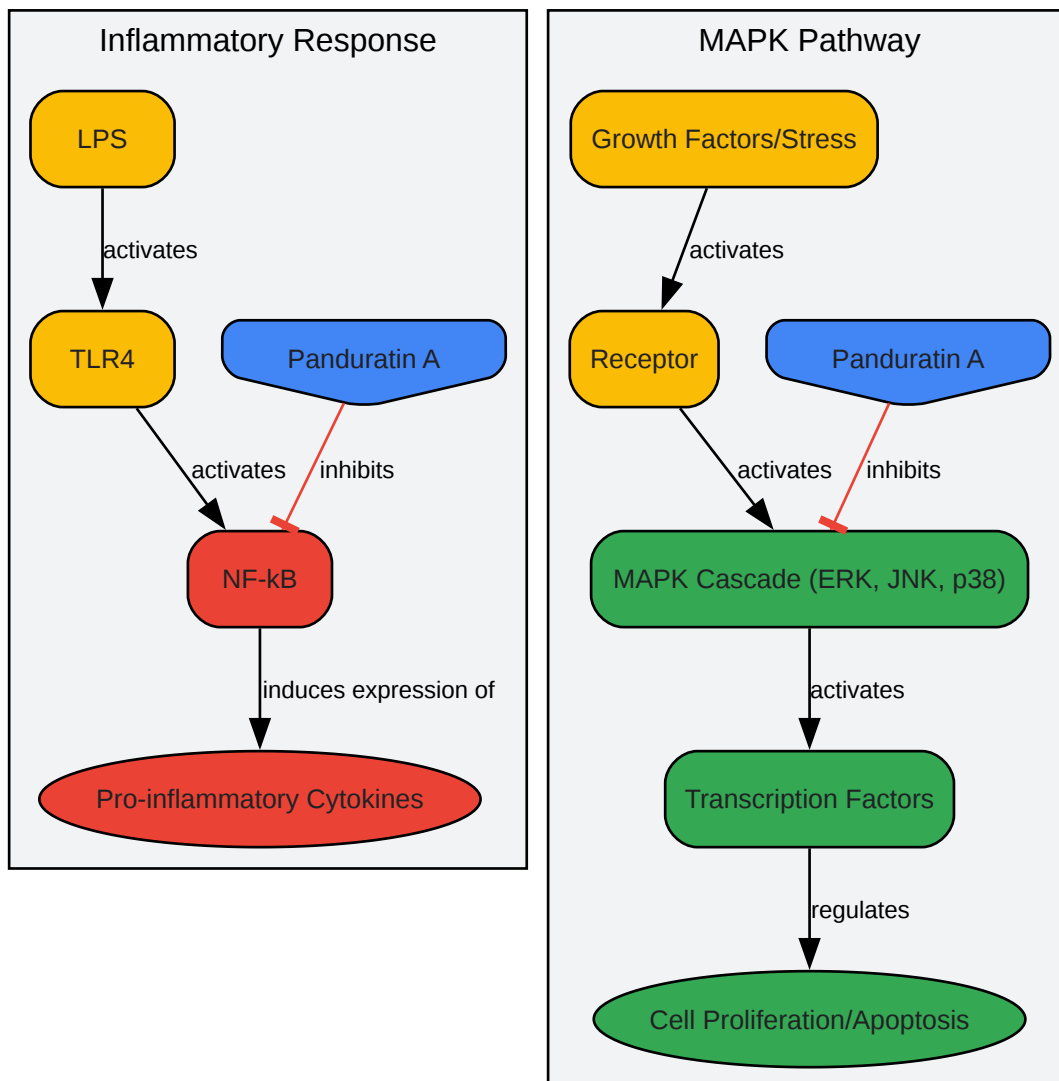 Inflammatory Response
LPS
activates
TLR4
Panduratin A
activates
inhibits
NF-kB
induces expression of
Pro-inflammatory Cytokines
MAPK Pathway
Growth Factors/Stress
activates
Receptor
Panduratin A
activates
inhibits
MAPK Cascade (ERK, JNK, p38)
activates
Transcription Factors
regulates
Cell Proliferation/Apoptosis